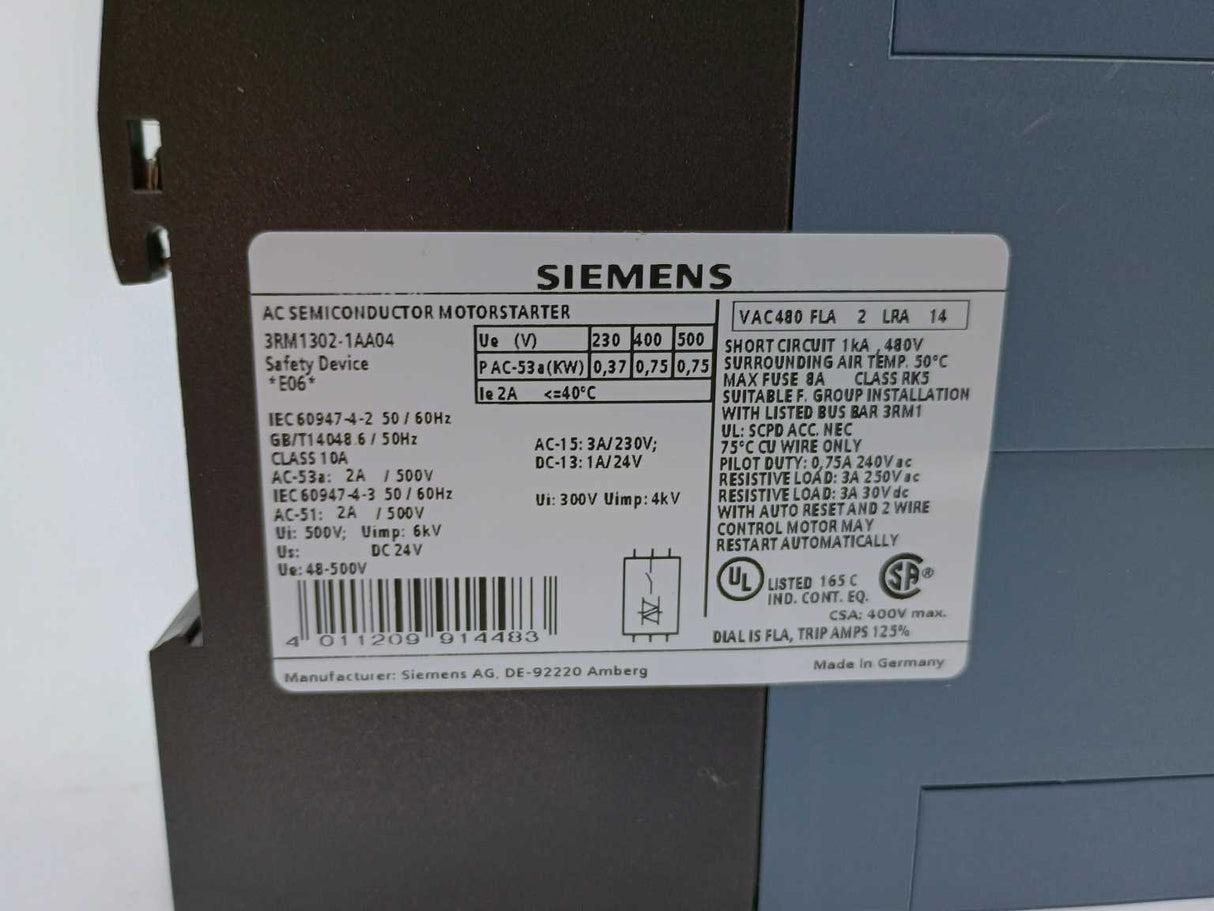 SIEMENS
AC SEMICONDUCTOR MOTORSTARTER
3RM1302-1AA04
Safety Device
*E06*
Ue (V) 230 400 500
P AC-53a(KW) 0,37 0,75 0,75
Ie 2A <=40°C
IEC 60947-4-2 50 / 60Hz
GB/T14048.6 / 50Hz
CLASS 10A
AC-53a: 2A / 500V
IEC 60947-4-3 50 / 60Hz
AC-51: 2A / 500V
Ui: 500V; Uimp: 6kV
Us: DC 24V
Ue: 48-500V
AC-15: 3A/230V;
DC-13: 1A/24V
Ui: 300V Uimp: 4kV
4 011209 914483
VAC480 FLA 2 LRA 14
SHORT CIRCUIT 1kA ,480V
SURROUNDING AIR TEMP. 50°C
MAX FUSE 8A CLASS RK5
SUITABLE F. GROUP INSTALLATION
WITH LISTED BUS BAR 3RM1
UL: SCPD ACC. NEC
75°C CU WIRE ONLY
PILOT DUTY: 0,75A 240Vac
RESISTIVE LOAD: 3A 250Vac
RESISTIVE LOAD: 3A 30Vdc
WITH AUTO RESET AND 2 WIRE
CONTROL MOTOR MAY
RESTART AUTOMATICALLY
UL LISTED 165 C
IND. CONT. EQ.
SA®
CSA: 400V max.
DIAL IS FLA, TRIP AMPS 125%
Manufacturer: Siemens AG, DE-92220 Amberg
Made in Germany